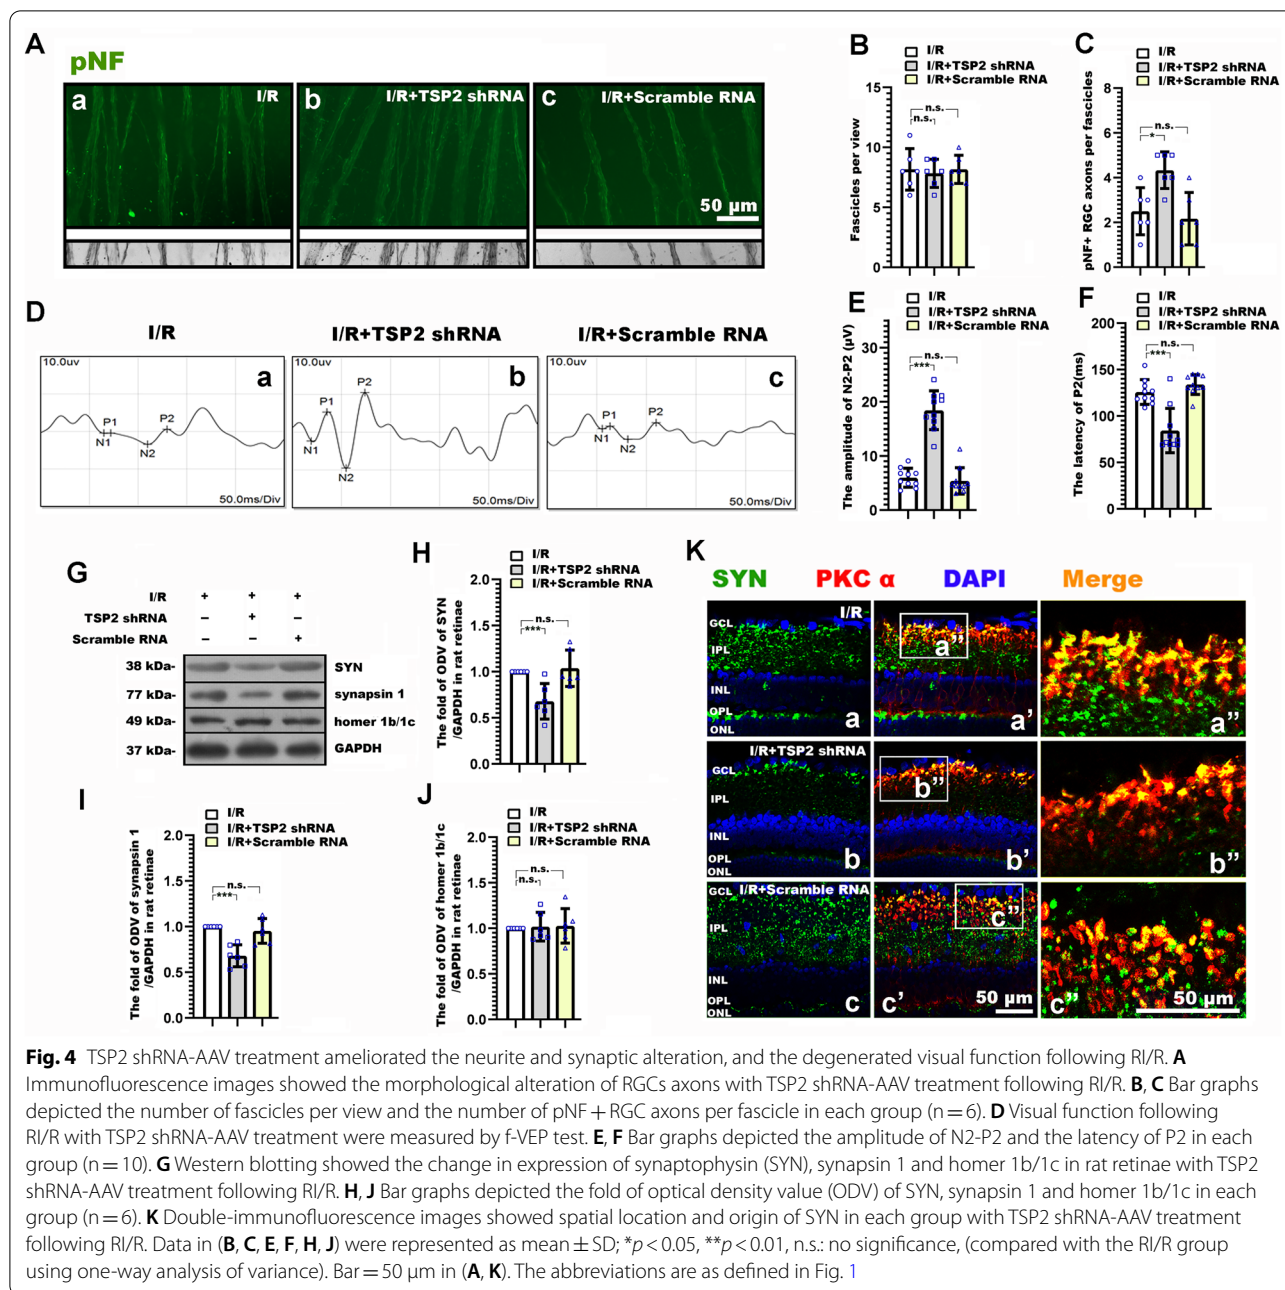 A
pNF
a
I/R
b
I/R+TSP2 shRNA
c
I/R+Scramble RNA
50 μm
B
I/R
I/R+TSP2 shRNA
I/R+Scramble RNA
Fascicles per view
15
10
5
0
n.s.
n.s.
C
I/R
I/R+TSP2 shRNA
I/R+Scramble RNA
pNF+ RGC axons per fascicles
8
6
4
2
0
n.s.
*
D
I/R
I/R+TSP2 shRNA
I/R+Scramble RNA
10.0uv
a
P1
N1
P2
N2
50.0ms/Div
10.0uv
b
P1
N1
P2
N2
50.0ms/Div
10.0uv
c
P1
N1
P2
N2
50.0ms/Div
E
I/R
I/R+TSP2 shRNA
I/R+Scramble RNA
The amplitude of N2-P2 (μV)
30
20
10
0
n.s.
***
F
I/R
I/R+TSP2 shRNA
I/R+Scramble RNA
The latency of P2(ms)
200
150
100
50
0
n.s.
***
G
I/R + + +
TSP2 shRNA – + –
Scramble RNA – – +
38 kDa- SYN
77 kDa- synapsin 1
49 kDa- homer 1b/1c
37 kDa- GAPDH
H
I/R
I/R+TSP2 shRNA
I/R+Scramble RNA
The fold of ODV of SYN
/GAPDH in rat retinae
2.0
1.5
1.0
0.5
0.0
n.s.
***
I
I/R
I/R+TSP2 shRNA
I/R+Scramble RNA
The fold of ODV of synapsin 1
/GAPDH in rat retinae
2.0
1.5
1.0
0.5
0.0
n.s.
***
J
I/R
I/R+TSP2 shRNA
I/R+Scramble RNA
The fold of ODV of homer 1b/1c
/GAPDH in rat retinae
2.0
1.5
1.0
0.5
0.0
n.s.
n.s.
K
SYN PKC α DAPI Merge
I/R
GCL
IPL
INL
OPL
ONL
a
a"
a'
a"
I/R+TSP2 shRNA
GCL
IPL
INL
OPL
ONL
b
b"
b'
b"
I/R+Scramble RNA
GCL
IPL
INL
OPL
ONL
c
c"
c'
50 μm
c"
50 μm
Fig. 4 TSP2 shRNA-AAV treatment ameliorated the neurite and synaptic alteration, and the degenerated visual function following RI/R. A
Immunofluorescence images showed the morphological alteration of RGCs axons with TSP2 shRNA-AAV treatment following RI/R. B, C Bar graphs
depicted the number of fascicles per view and the number of pNF + RGC axons per fascicle in each group (n = 6). D Visual function following
RI/R with TSP2 shRNA-AAV treatment were measured by f-VEP test. E, F Bar graphs depicted the amplitude of N2-P2 and the latency of P2 in each
group (n = 10). G Western blotting showed the change in expression of synaptophysin (SYN), synapsin 1 and homer 1b/1c in rat retinae with TSP2
shRNA-AAV treatment following RI/R. H, J Bar graphs depicted the fold of optical density value (ODV) of SYN, synapsin 1 and homer 1b/1c in each
group (n = 6). K Double-immunofluorescence images showed spatial location and origin of SYN in each group with TSP2 shRNA-AAV treatment
following RI/R. Data in (B, C, E, F, H, J) were represented as mean ± SD; *p < 0.05, **p < 0.01, n.s.: no significance, (compared with the RI/R group
using one-way analysis of variance). Bar = 50 μm in (A, K). The abbreviations are as defined in Fig. 1